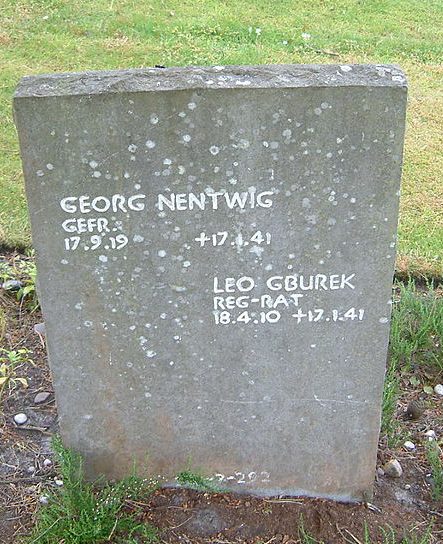 GEORG NENTWIG
GEFR.
17.9.19 +17.1.41
LEO GBUREK
REG-RAT
18.4.10 +17.1.41